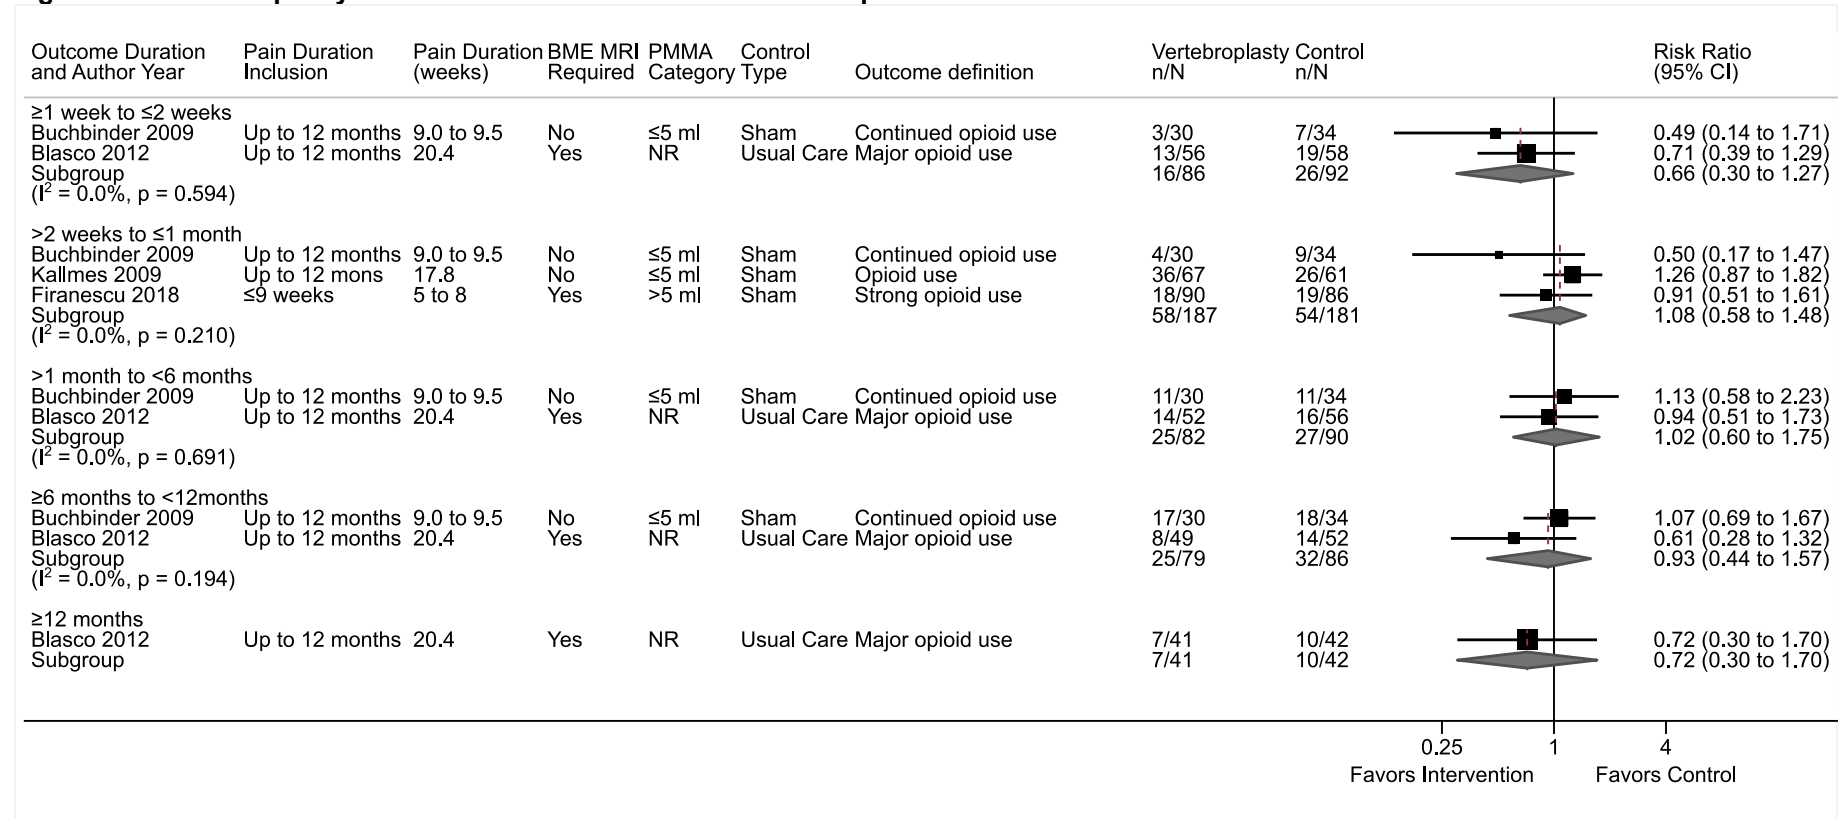 Outcome Duration Pain Duration Pain Duration BME MRI PMMA Control Vertebroplasty Control Risk Ratio
and Author Year Inclusion (weeks) Required Category Type Outcome definition n/N n/N (95% CI)
≥1 week to ≤2 weeks
Buchbinder 2009 Up to 12 months 9.0 to 9.5 No ≤5 ml Sham Continued opioid use 3/30 7/34 0.49 (0.14 to 1.71)
Blasco 2012 Up to 12 months 20.4 Yes NR Usual Care Major opioid use 13/56 19/58 0.71 (0.39 to 1.29)
Subgroup 16/86 26/92 0.66 (0.30 to 1.27)
(I² = 0.0%, p = 0.594)
>2 weeks to ≤1 month
Buchbinder 2009 Up to 12 months 9.0 to 9.5 No ≤5 ml Sham Continued opioid use 4/30 9/34 0.50 (0.17 to 1.47)
Kallmes 2009 Up to 12 mons 17.8 No ≤5 ml Sham Opioid use 36/67 26/61 1.26 (0.87 to 1.82)
Firanescu 2018 ≤9 weeks 5 to 8 Yes >5 ml Sham Strong opioid use 18/90 19/86 0.91 (0.51 to 1.61)
Subgroup 58/187 54/181 1.08 (0.58 to 1.48)
(I² = 0.0%, p = 0.210)
>1 month to <6 months
Buchbinder 2009 Up to 12 months 9.0 to 9.5 No ≤5 ml Sham Continued opioid use 11/30 11/34 1.13 (0.58 to 2.23)
Blasco 2012 Up to 12 months 20.4 Yes NR Usual Care Major opioid use 14/52 16/56 0.94 (0.51 to 1.73)
Subgroup 25/82 27/90 1.02 (0.60 to 1.75)
(I² = 0.0%, p = 0.691)
≥6 months to <12months
Buchbinder 2009 Up to 12 months 9.0 to 9.5 No ≤5 ml Sham Continued opioid use 17/30 18/34 1.07 (0.69 to 1.67)
Blasco 2012 Up to 12 months 20.4 Yes NR Usual Care Major opioid use 8/49 14/52 0.61 (0.28 to 1.32)
Subgroup 25/79 32/86 0.93 (0.44 to 1.57)
(I² = 0.0%, p = 0.194)
≥12 months
Blasco 2012 Up to 12 months 20.4 Yes NR Usual Care Major opioid use 7/41 10/42 0.72 (0.30 to 1.70)
Subgroup 7/41 10/42 0.72 (0.30 to 1.70)
0.25 1 4
Favors Intervention Favors Control